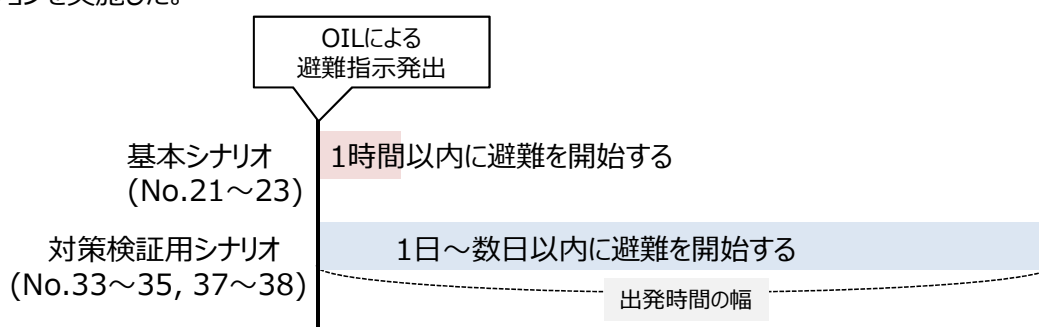 ョンを実施した。
OILによる
避難指示発出
基本シナリオ
(No.21～23)
1時間以内に避難を開始する
対策検証用シナリオ
(No.33～35, 37～38)
1日～数日以内に避難を開始する
出発時間の幅